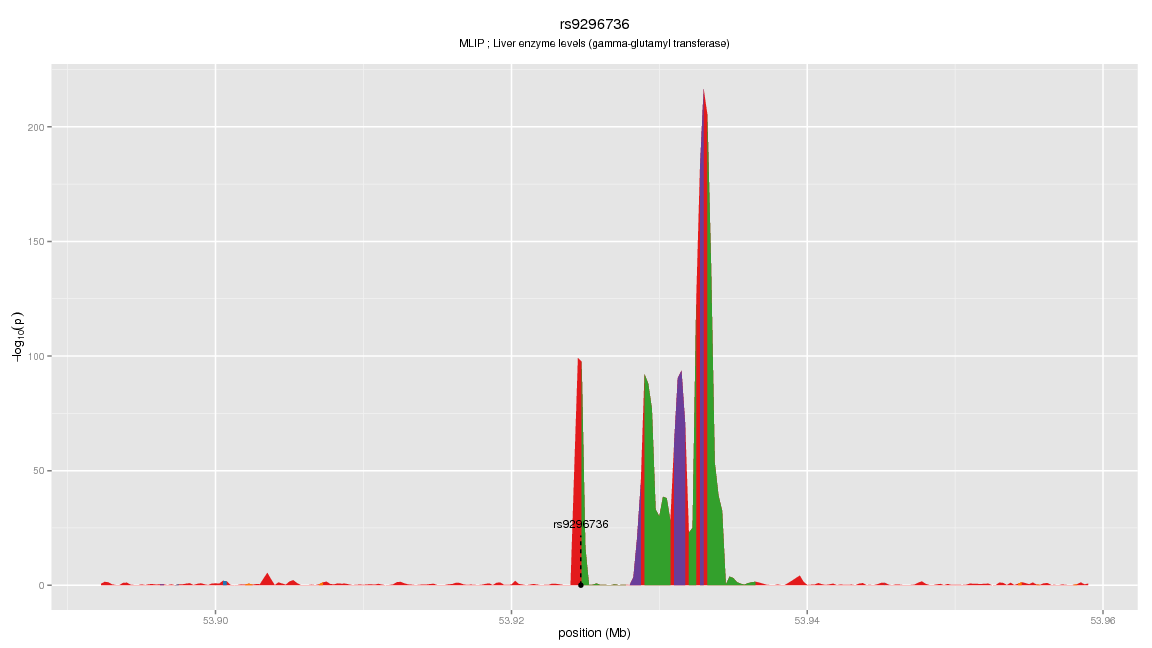 rs9296736
MLIP ; Liver enzyme levels (gamma-glutamyl transferase)
−log10(p)
200
150
100
50
0
rs9296736
53.90
53.92
53.94
53.96
position (Mb)